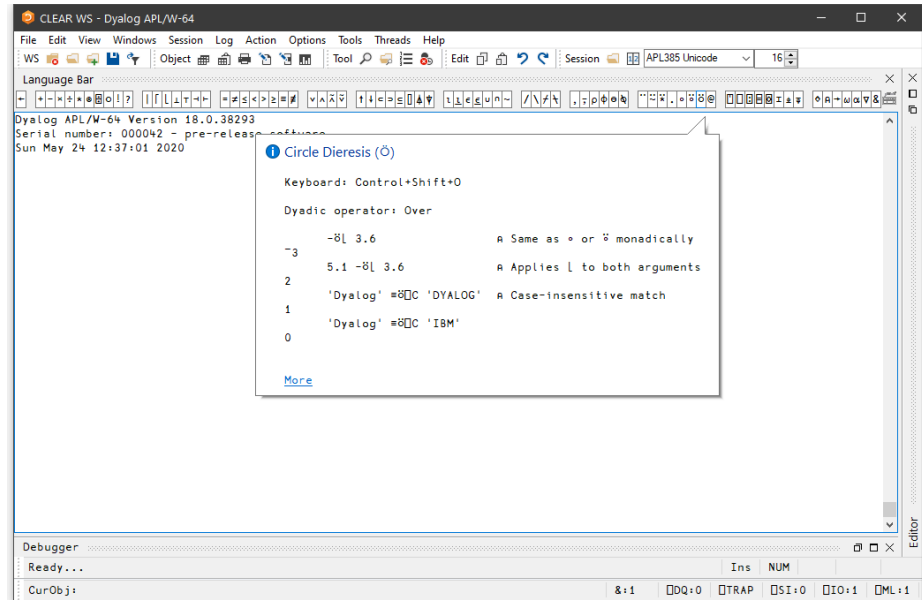 CLEAR WS - Dyalog APL/W-64
File Edit View Windows Session Log Action Options Tools Threads Help
WS Object Tool Edit Session APL385 Unicode 16
Language Bar
← + - × ÷ * ⍟ ⌹ ○ ! ? | ⌈ ⌊ ⊥ ⊤ ⊣ ⊢ = ≠ ≤ < > ≥ ≡ ≢ ∨ ∧ ⍲ ⍱ ↑ ↓ ⊂ ⊃ ⊆ ⌷ ⍋ ⍒ ⍳ ⍸ ∊ ⍷ ∪ ∩ ~ / \ ⌿ ⍀ , ⍪ ⍴ ⌽ ⊖ ⍉ ¨ ⍨ ⍣ . ∘ ⍤ ⍥ @
Dyalog APL/W-64 Version 18.0.38293
Serial number: 000042 - pre-release software
Sun May 24 12:37:01 2020
Circle Dieresis (⍥)
Keyboard: Control+Shift+O
Dyadic operator: Over
-⍥⌊ 3.6 ⍝ Same as ∘ or ⍤ monadically
¯3
5.1 -⍥⌊ 3.6 ⍝ Applies ⌊ to both arguments
2
'Dyalog' ≡⍥⎕C 'DYALOG' ⍝ Case-insensitive match
1
'Dyalog' ≡⍥⎕C 'IBM'
0
More
Editor
Debugger
Ready... Ins NUM
CurObj: &:1 ⎕DQ:0 ⎕TRAP ⎕SI:0 ⎕IO:1 ⎕ML:1